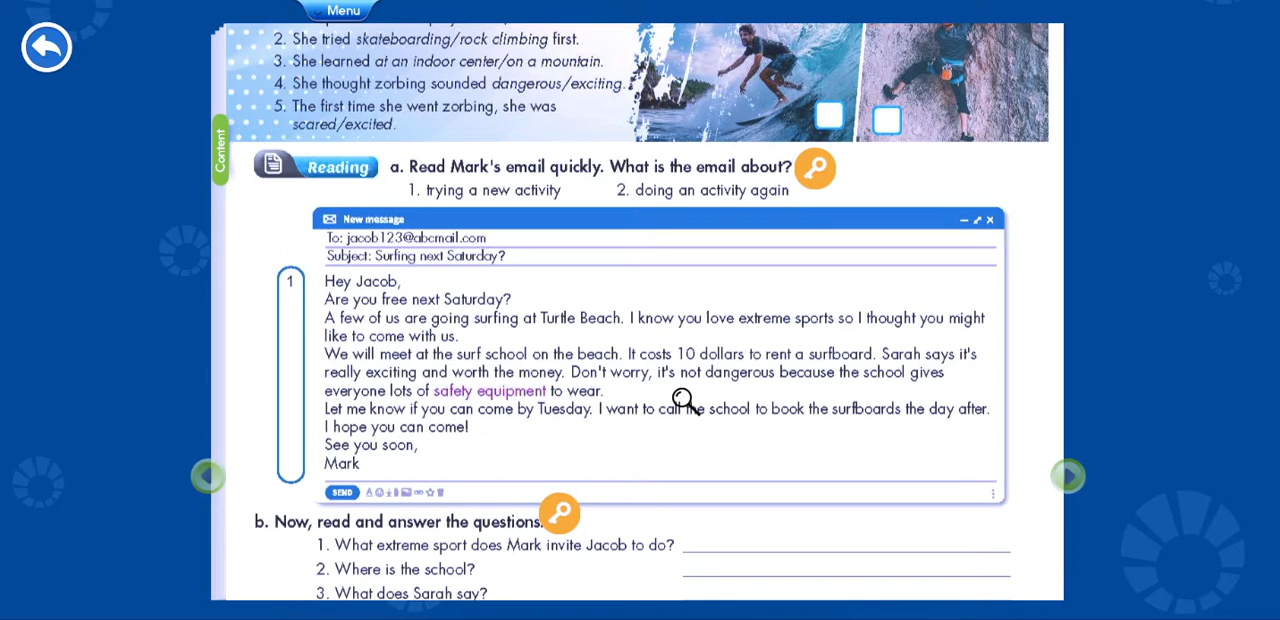 Menu
2. She tried skateboarding/rock climbing first.
3. She learned at an indoor center/on a mountain.
4. She thought zorbing sounded dangerous/exciting.
5. The first time she went zorbing, she was
scared/excited.
Content
Reading
a. Read Mark's email quickly. What is the email about?
1. trying a new activity 2. doing an activity again
New message
To: jacob123@abcmail.com
Subject: Surfing next Saturday?
1
Hey Jacob,
Are you free next Saturday?
A few of us are going surfing at Turtle Beach. I know you love extreme sports so I thought you might
like to come with us.
We will meet at the surf school on the beach. It costs 10 dollars to rent a surfboard. Sarah says it's
really exciting and worth the money. Don't worry, it's not dangerous because the school gives
everyone lots of safety equipment to wear.
Let me know if you can come by Tuesday. I want to call the school to book the surfboards the day after.
I hope you can come!
See you soon,
Mark
SEND
b. Now, read and answer the questions.
1. What extreme sport does Mark invite Jacob to do?
2. Where is the school?
3. What does Sarah say?